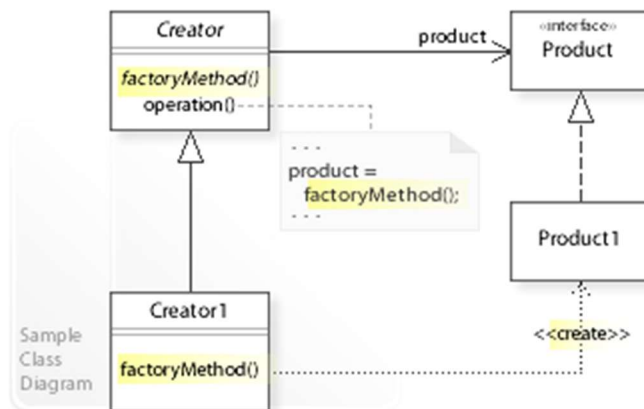 Creator
factoryMethod()
operation()
product
«interface»
Product
. . .
product =
factoryMethod();
. . .
Product1
Creator1
factoryMethod()
<<create>>
Sample
Class
Diagram